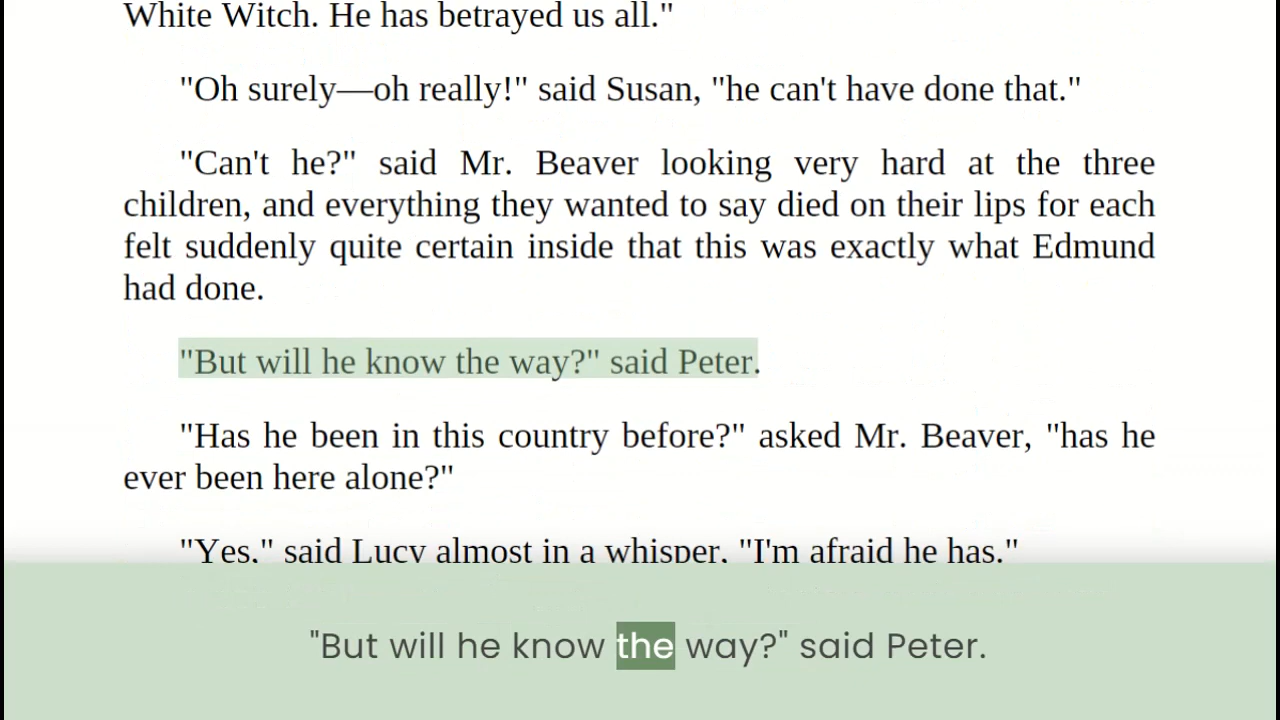 White Witch. He has betrayed us all."
"Oh surely—oh really!" said Susan, "he can't have done that."
"Can't he?" said Mr. Beaver looking very hard at the three
children, and everything they wanted to say died on their lips for each
felt suddenly quite certain inside that this was exactly what Edmund
had done.
"But will he know the way?" said Peter.
"Has he been in this country before?" asked Mr. Beaver, "has he
ever been here alone?"
"Yes," said Lucy almost in a whisper, "I'm afraid he has."
"But will he know the way?" said Peter.